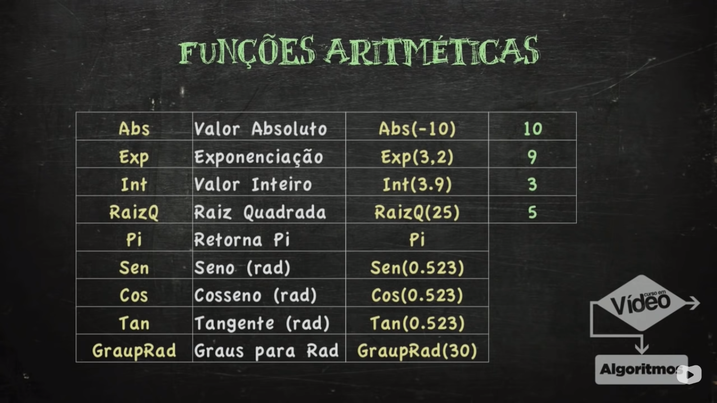 FUNÇÕES ARITMÉTICAS
Abs Valor Absoluto Abs(-10) 10
Exp Exponenciação Exp(3,2) 9
Int Valor Inteiro Int(3.9) 3
RaizQ Raiz Quadrada RaizQ(25) 5
Pi Retorna Pi Pi
Sen Seno (rad) Sen(0.523)
Cos Cosseno (rad) Cos(0.523)
Tan Tangente (rad) Tan(0.523)
GraupRad Graus para Rad GraupRad(30)
curso em
Vídeo
Algoritmos